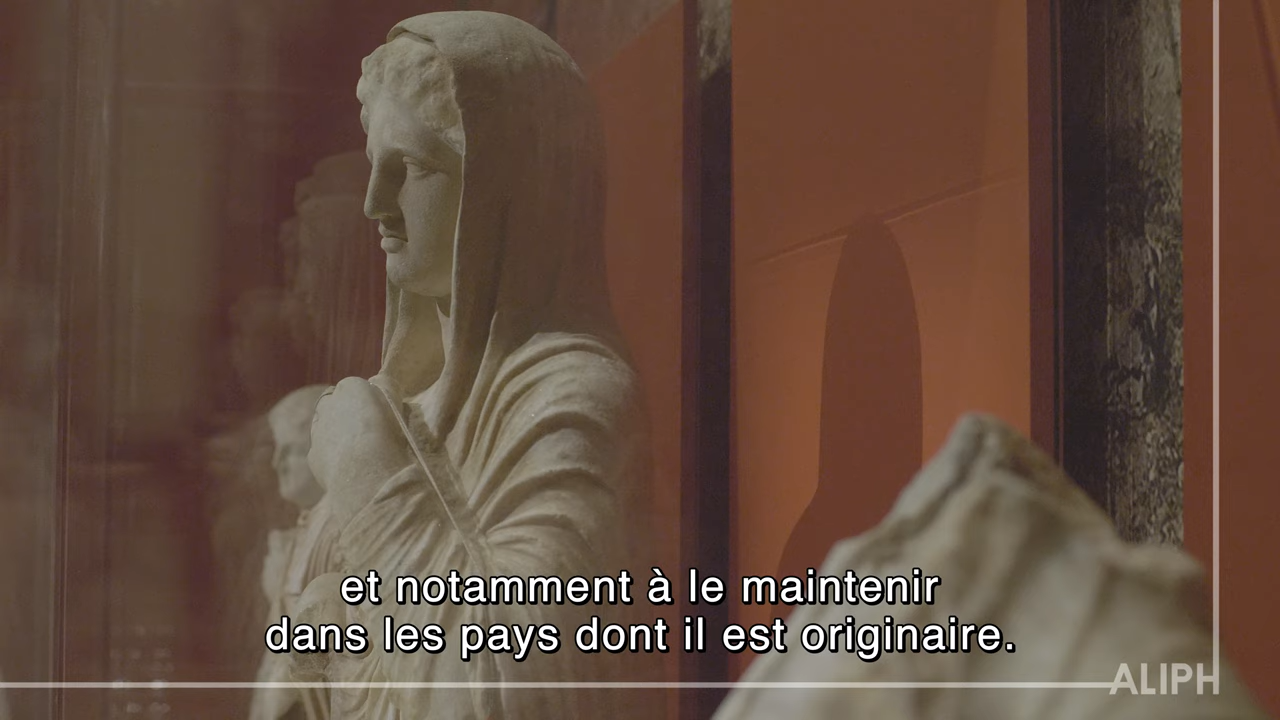 et notamment à le maintenir
dans les pays dont il est originaire.
ALIPH